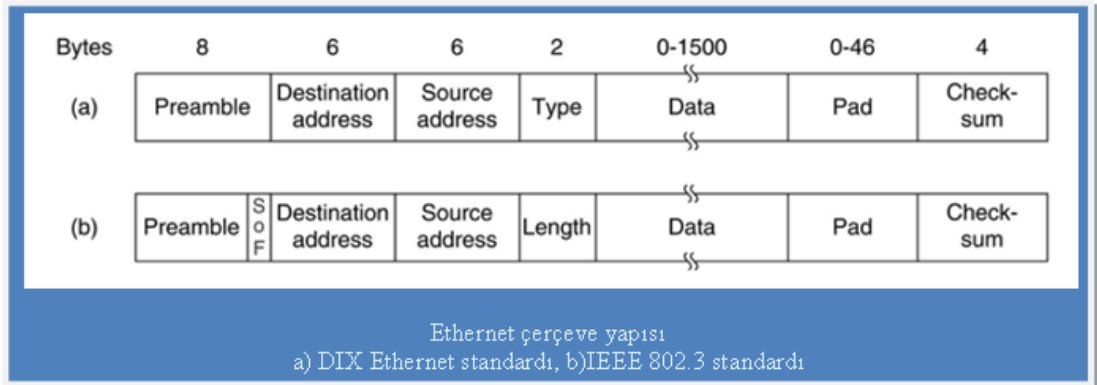 Bytes 8 6 6 2 0-1500 0-46 4
(a) Preamble Destination address Source address Type Data Pad Check-sum
(b) Preamble SoF Destination address Source address Length Data Pad Check-sum
Ethernet çerçeve yapısı
a) DIX Ethernet standardı, b)IEEE 802.3 standardı